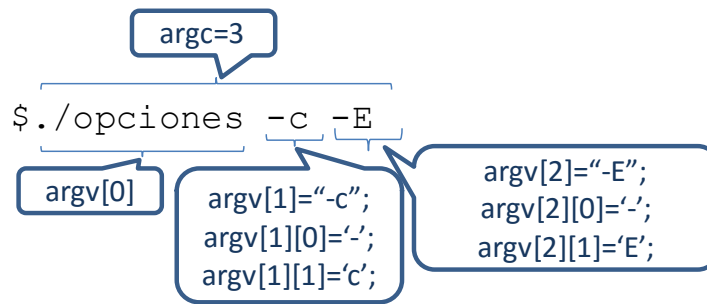 argc=3
$./opciones -c -E
argv[0]
argv[1]=“-c”;
argv[1][0]=‘-’;
argv[1][1]=‘c’;
argv[2]=“-E”;
argv[2][0]=‘-’;
argv[2][1]=‘E’;